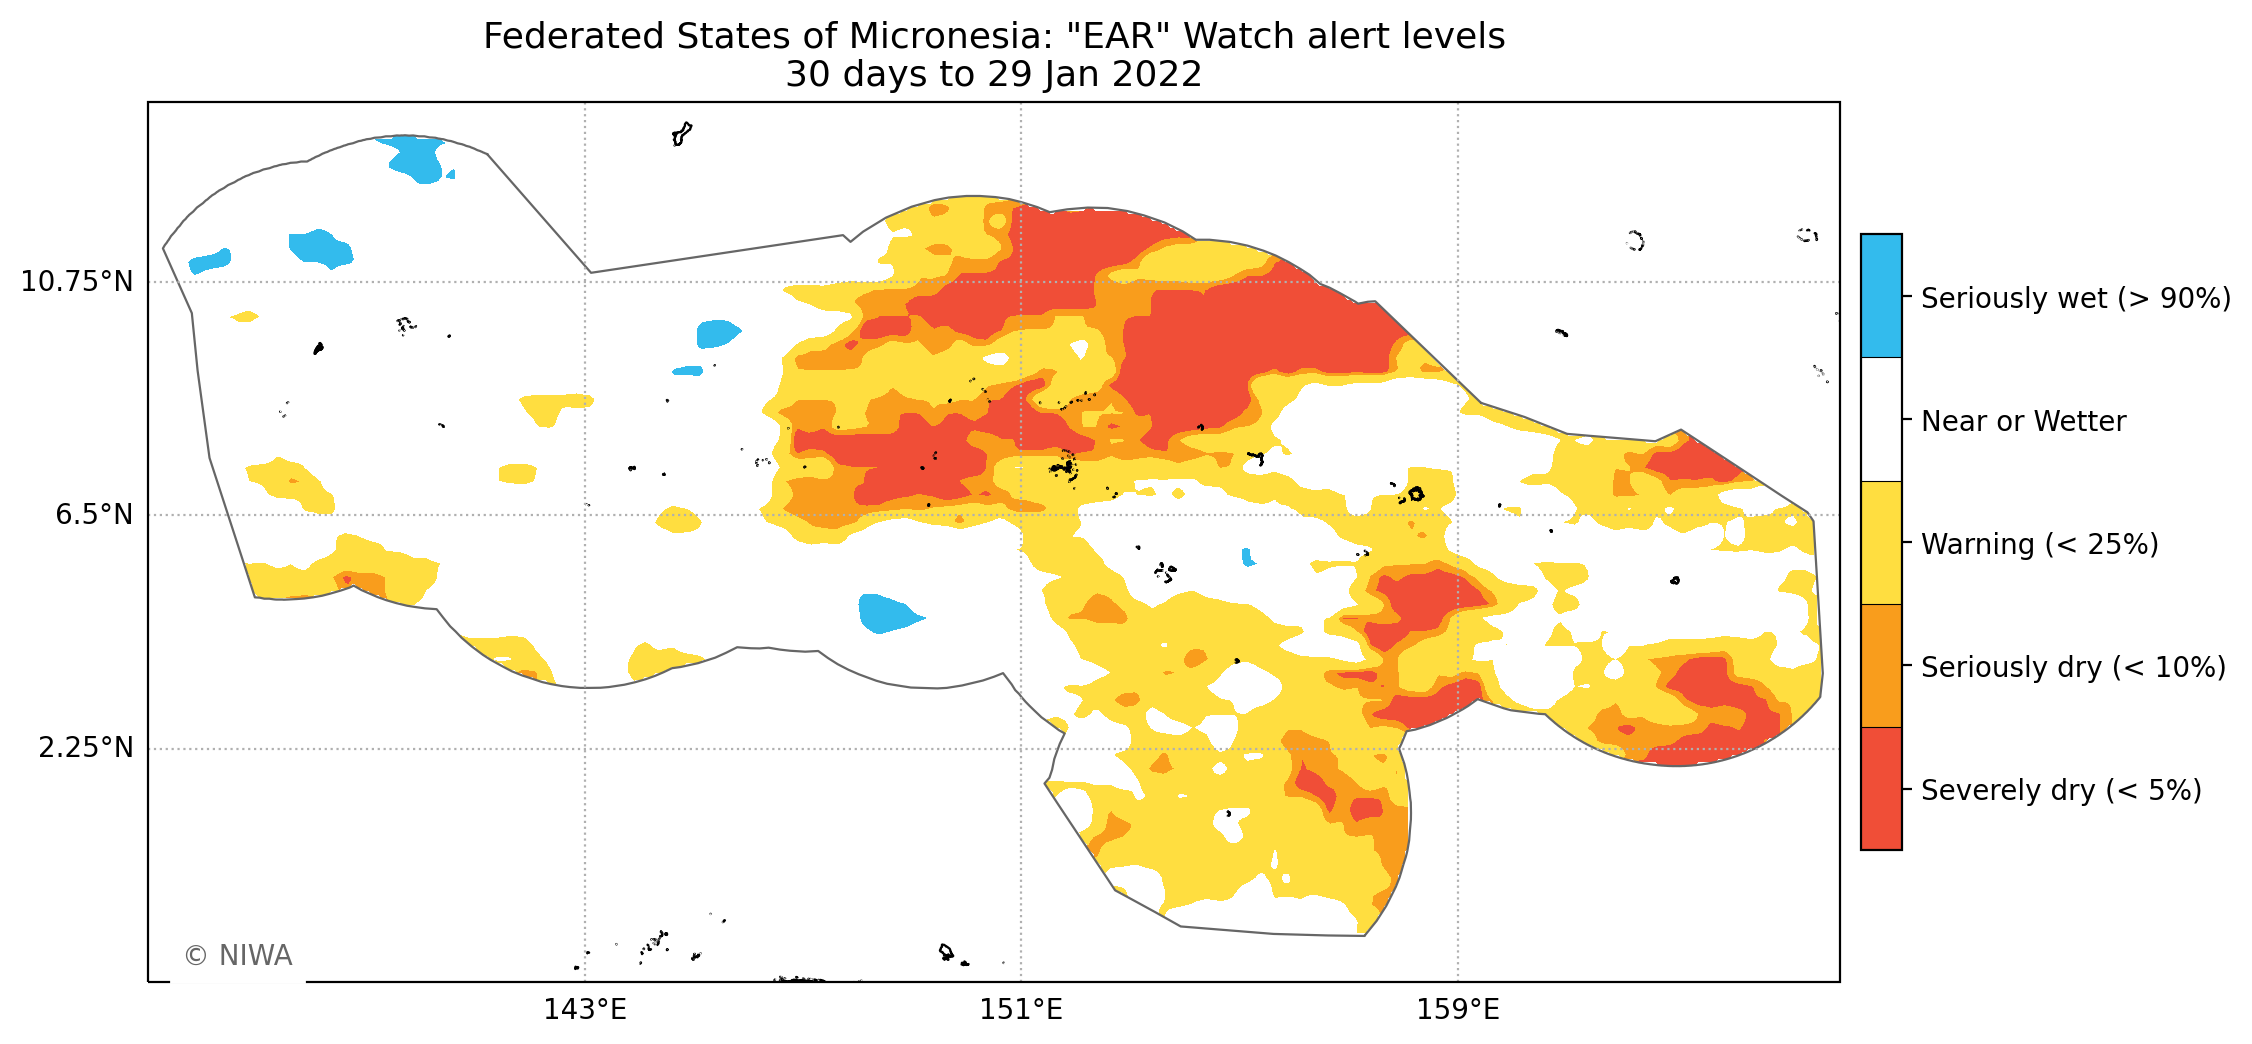 Federated States of Micronesia: "EAR" Watch alert levels
30 days to 29 Jan 2022
10.75°N
6.5°N
2.25°N
143°E
151°E
159°E
© NIWA
Seriously wet (> 90%)
Near or Wetter
Warning (< 25%)
Seriously dry (< 10%)
Severely dry (< 5%)